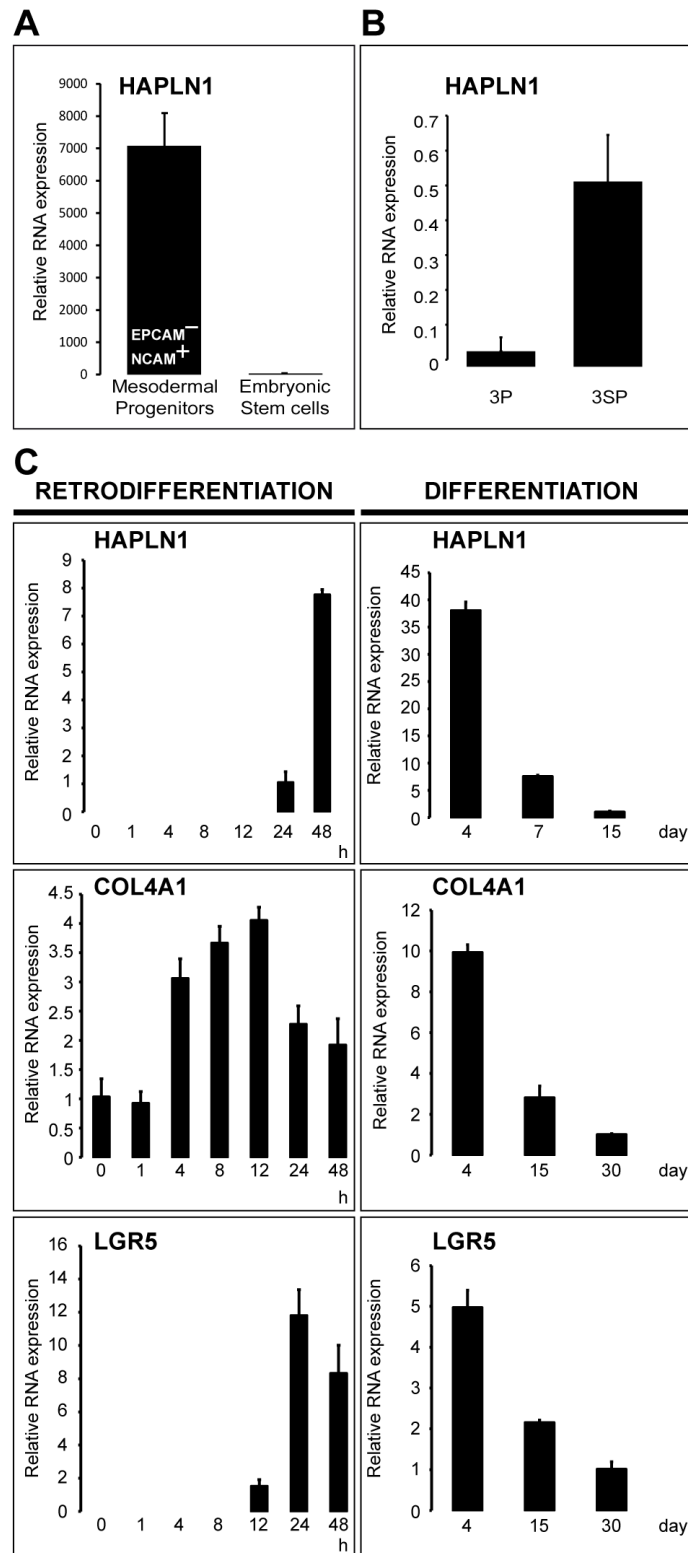 A
HAPLN1
Relative RNA expression
9000
8000
7000
6000
5000
4000
3000
2000
1000
0
EPCAM−
NCAM+
Mesodermal
Progenitors
Embryonic
Stem cells
B
HAPLN1
Relative RNA expression
0.7
0.6
0.5
0.4
0.3
0.2
0.1
0
3P 3SP
C
RETRODIFFERENTIATION
DIFFERENTIATION
HAPLN1
Relative RNA expression
9
8
7
6
5
4
3
2
1
0
0 1 4 8 12 24 48
h
HAPLN1
Relative RNA expression
45
40
35
30
25
20
15
10
5
0
4 7 15 day
COL4A1
Relative RNA expression
4.5
4
3.5
3
2.5
2
1.5
1
0.5
0
0 1 4 8 12 24 48
h
COL4A1
Relative RNA expression
12
10
8
6
4
2
0
4 15 30 day
LGR5
Relative RNA expression
16
14
12
10
8
6
4
2
0
0 1 4 8 12 24 48
h
LGR5
Relative RNA expression
6
5
4
3
2
1
0
4 15 30 day